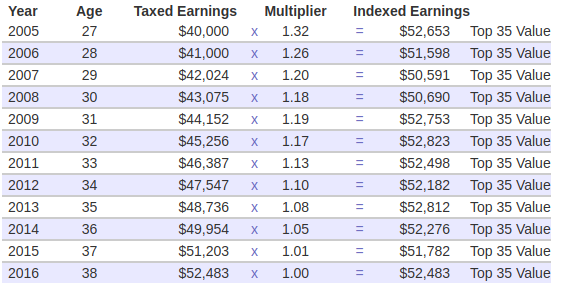 Year Age Taxed Earnings Multiplier Indexed Earnings
2005 27 $40,000 x 1.32 = $52,653 Top 35 Value
2006 28 $41,000 x 1.26 = $51,598 Top 35 Value
2007 29 $42,024 x 1.20 = $50,591 Top 35 Value
2008 30 $43,075 x 1.18 = $50,690 Top 35 Value
2009 31 $44,152 x 1.19 = $52,753 Top 35 Value
2010 32 $45,256 x 1.17 = $52,823 Top 35 Value
2011 33 $46,387 x 1.13 = $52,498 Top 35 Value
2012 34 $47,547 x 1.10 = $52,182 Top 35 Value
2013 35 $48,736 x 1.08 = $52,812 Top 35 Value
2014 36 $49,954 x 1.05 = $52,276 Top 35 Value
2015 37 $51,203 x 1.01 = $51,782 Top 35 Value
2016 38 $52,483 x 1.00 = $52,483 Top 35 Value